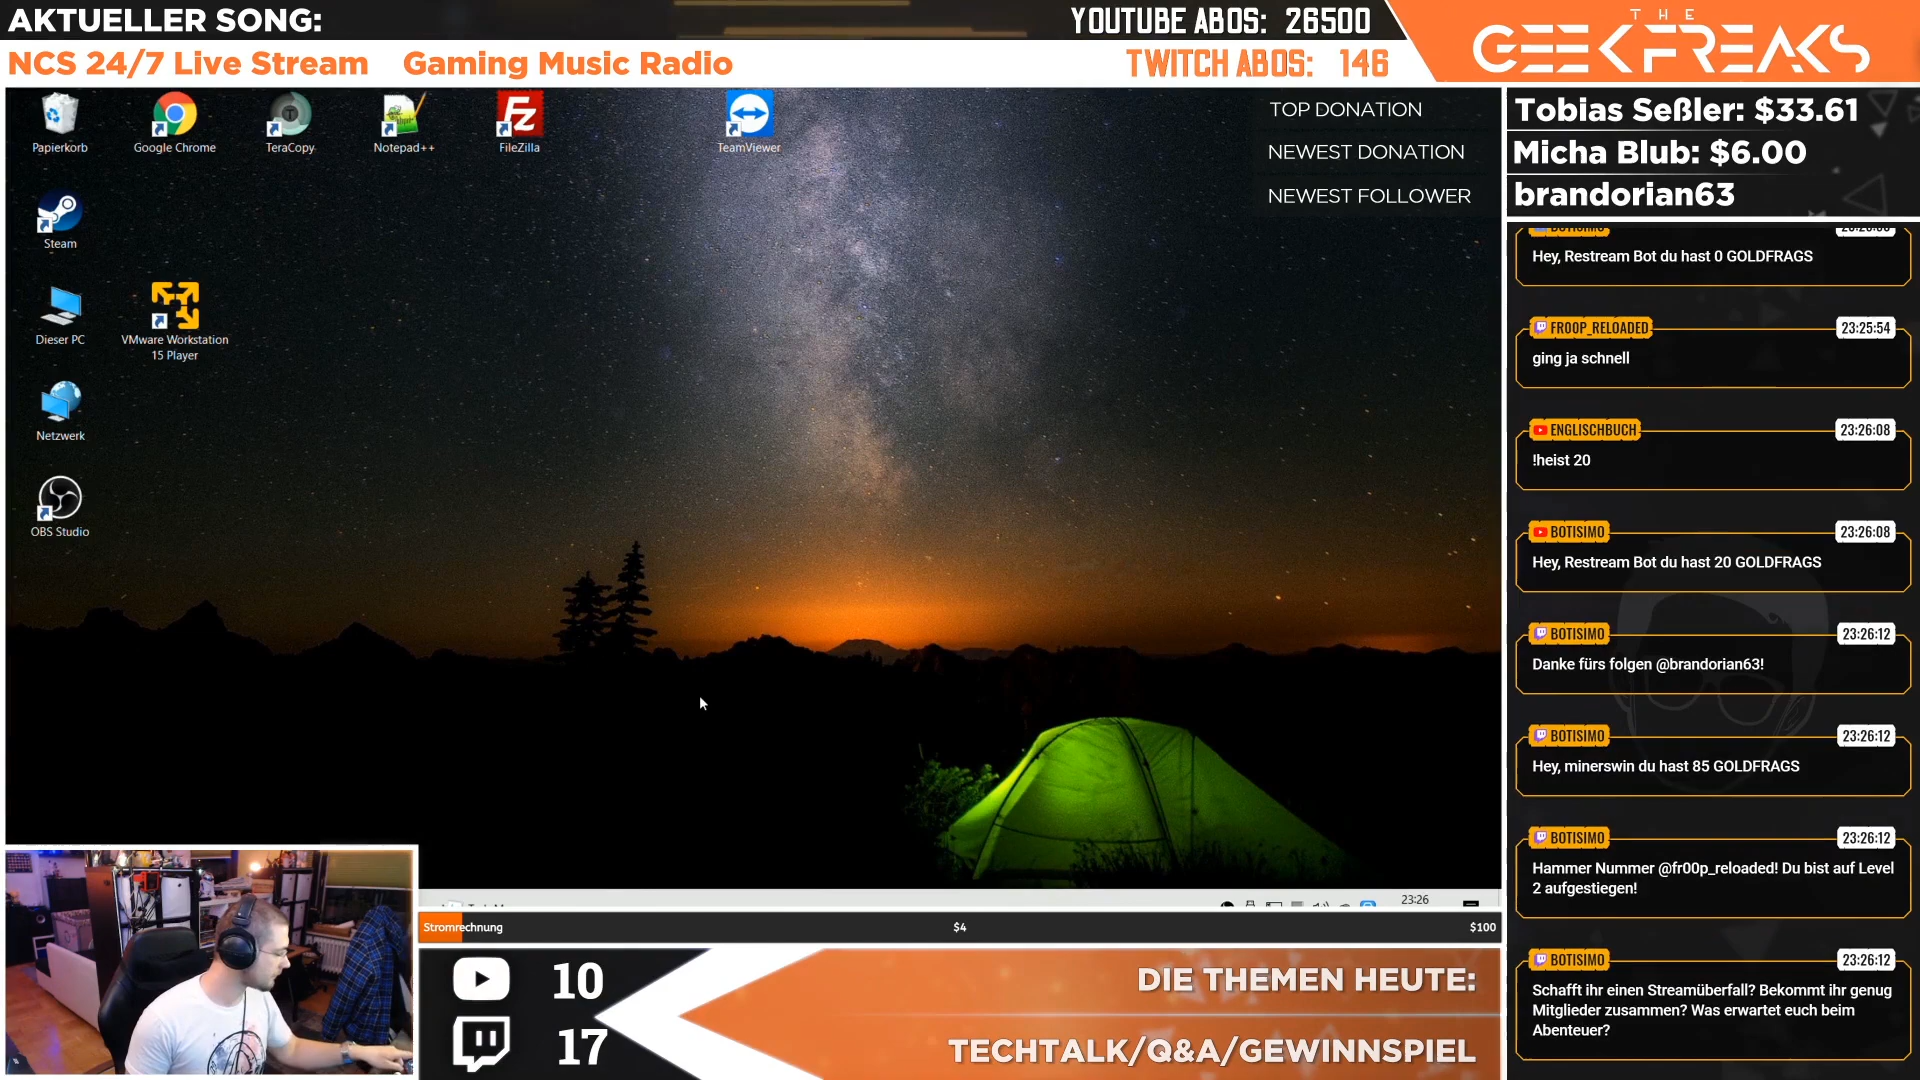 AKTUELLER SONG:
NCS 24/7 Live Stream Gaming Music Radio
YOUTUBE ABOS: 26500
TWITCH ABOS: 146
THE
GEEKFREAKS
Papierkorb
Google Chrome
TeraCopy
Notepad++
FileZilla
TeamViewer
Steam
Dieser PC
VMware Workstation
15 Player
Netzwerk
OBS Studio
TOP DONATION
NEWEST DONATION
NEWEST FOLLOWER
Tobias Seßler: $33.61
Micha Blub: $6.00
brandorian63
Hey, Restream Bot du hast 0 GOLDFRAGS
FR00P_RELOADED 23:25:54
ging ja schnell
ENGLISCHBUCH 23:26:08
!heist 20
BOTISIMO 23:26:08
Hey, Restream Bot du hast 20 GOLDFRAGS
BOTISIMO 23:26:12
Danke fürs folgen @brandorian63!
BOTISIMO 23:26:12
Hey, minerswin du hast 85 GOLDFRAGS
BOTISIMO 23:26:12
Hammer Nummer @fr00p_reloaded! Du bist auf Level
2 aufgestiegen!
BOTISIMO 23:26:12
Schafft ihr einen Streamüberfall? Bekommt ihr genug
Mitglieder zusammen? Was erwartet euch beim
Abenteuer?
23:26
Stromrechnung $4 $100
10
17
DIE THEMEN HEUTE:
TECHTALK/Q&A/GEWINNSPIEL